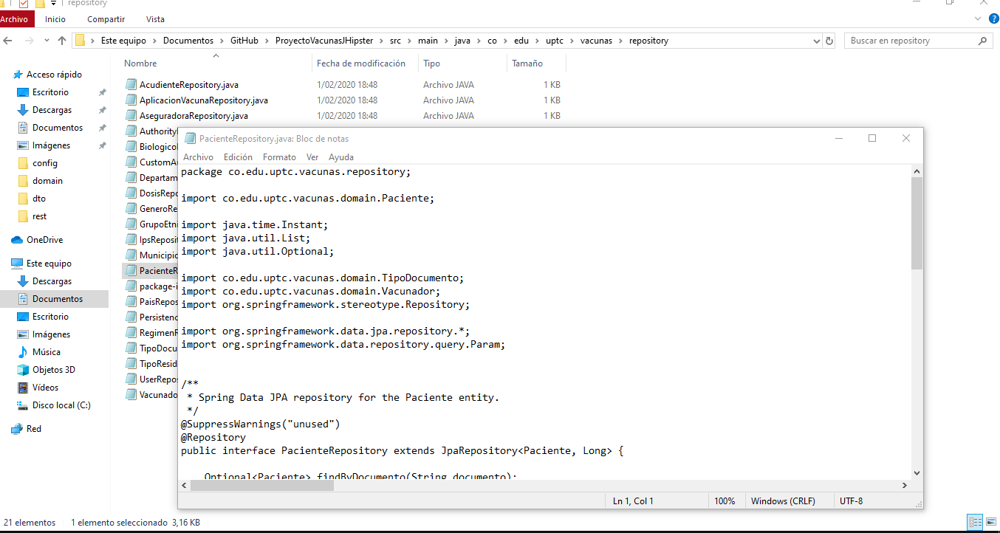 repository
Archivo Inicio Compartir Vista
Este equipo > Documentos > GitHub > ProyectoVacunasJHipster > src > main > java > co > edu > uptc > vacunas > repository
Buscar en repository
Nombre Fecha de modificación Tipo Tamaño
Acceso rápido
Escritorio
Descargas
Documentos
Imágenes
config
domain
dto
rest
OneDrive
Este equipo
Descargas
Documentos
Escritorio
Imágenes
Música
Objetos 3D
Vídeos
Disco local (C:)
Red
AcudienteRepository.java 1/02/2020 18:48 Archivo JAVA 1 KB
AplicacionVacunaRepository.java 1/02/2020 18:48 Archivo JAVA 1 KB
AseguradoraRepository.java 1/02/2020 18:48 Archivo JAVA 1 KB
Authority
Biologico
CustomA
Departam
DosisRepo
GeneroRe
GrupoEtni
IpsReposit
Municipio
PacienteR
package-i
PaisRepos
Persistenc
RegimenR
TipoDocu
TipoResid
UserRepos
Vacunado
PacienteRepository.java: Bloc de notas
Archivo Edición Formato Ver Ayuda
package co.edu.uptc.vacunas.repository;
import co.edu.uptc.vacunas.domain.Paciente;
import java.time.Instant;
import java.util.List;
import java.util.Optional;
import co.edu.uptc.vacunas.domain.TipoDocumento;
import co.edu.uptc.vacunas.domain.Vacunador;
import org.springframework.stereotype.Repository;
import org.springframework.data.jpa.repository.*;
import org.springframework.data.repository.query.Param;
/**
* Spring Data JPA repository for the Paciente entity.
*/
@SuppressWarnings("unused")
@Repository
public interface PacienteRepository extends JpaRepository<Paciente, Long> {
Optional<Paciente> findByDocumento(String documento);
Ln 1, Col 1 100% Windows (CRLF) UTF-8
21 elementos 1 elemento seleccionado 3,16 KB